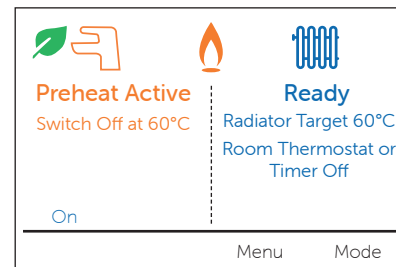 Preheat Active
Switch Off at 60°C
On
Ready
Radiator Target 60°C
Room Thermostat or
Timer Off
Menu
Mode